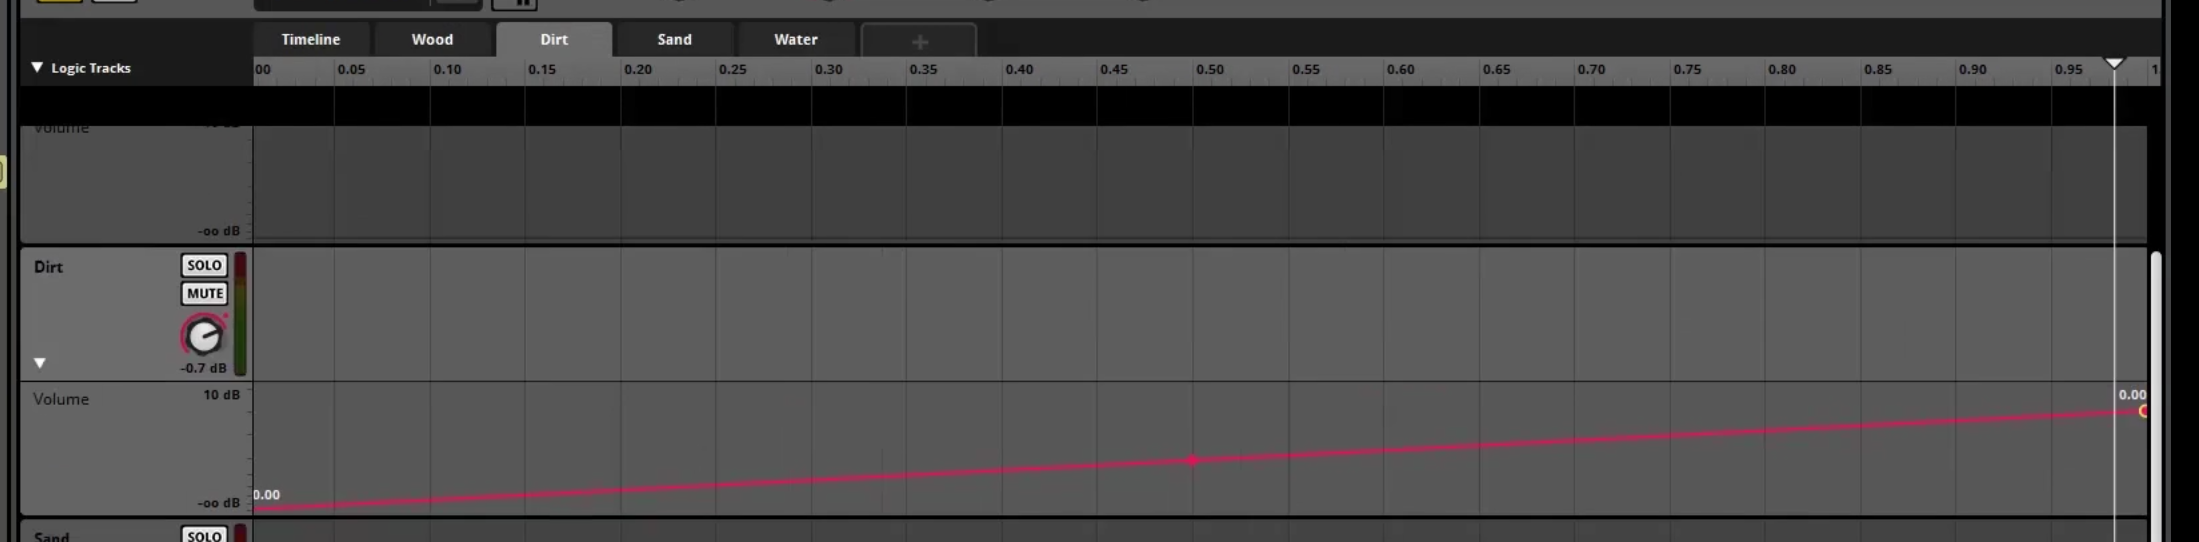 Timeline Wood Dirt Sand Water +
Logic Tracks
00 0.05 0.10 0.15 0.20 0.25 0.30 0.35 0.40 0.45 0.50 0.55 0.60 0.65 0.70 0.75 0.80 0.85 0.90 0.95 1.
Volume
-oo dB
Dirt SOLO
MUTE
-0.7 dB
Volume 10 dB 0.00
-oo dB 0.00
Sand SOLO